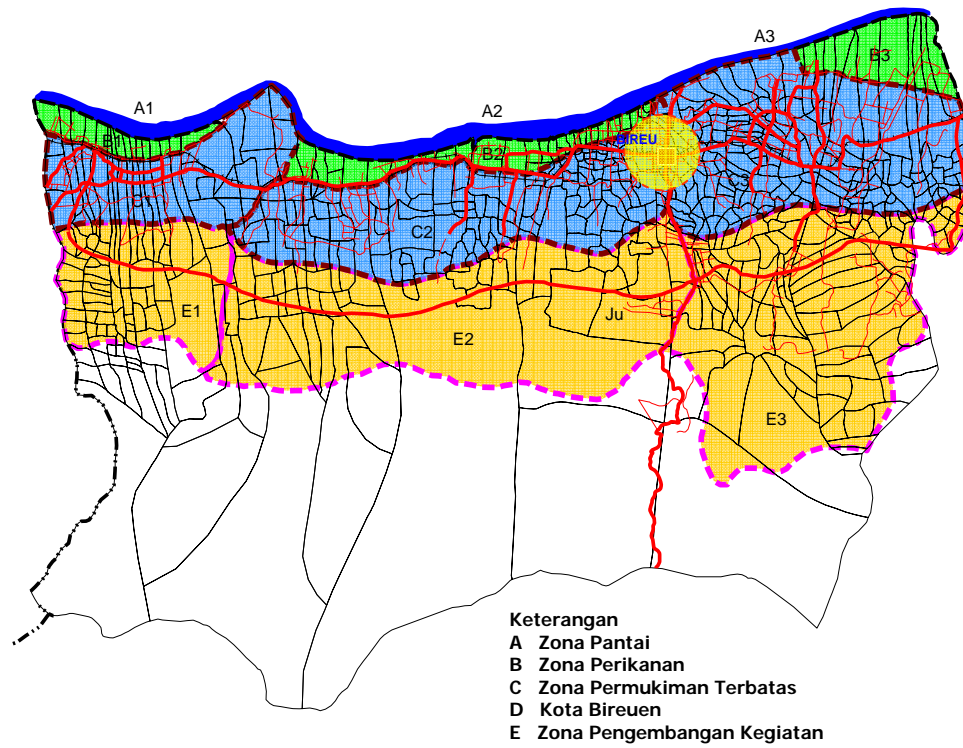 A3
B3
A1
A2
B1
BIREU
B2
C2
E1
Ju
E2
E3
Keterangan
A Zona Pantai
B Zona Perikanan
C Zona Permukiman Terbatas
D Kota Bireuen
E Zona Pengembangan Kegiatan